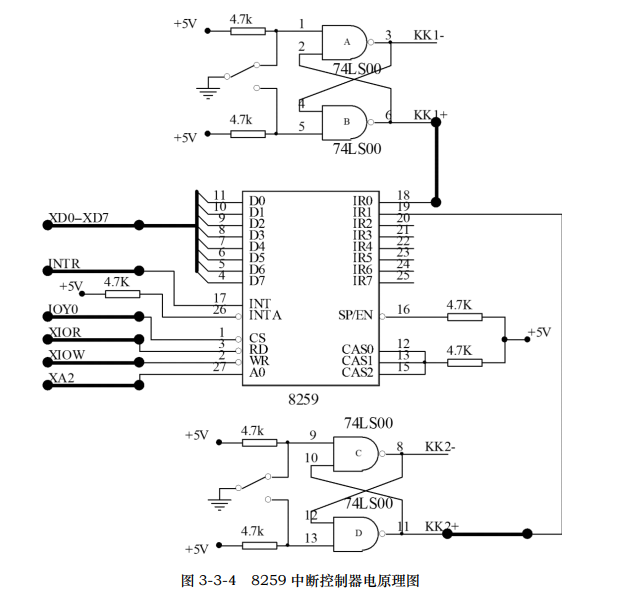 +5V 4.7k 1 A 3 KK1-
2
74LS00
4
B 6 KK1+
+5V 4.7k 5
74LS00
XD0-XD7
INTR
+5V 4.7K
IOY0
XIOR
XIOW
XA2
11 D0 IR0 18
10 D1 IR1 19
9 D2 IR2 20
8 D3 IR3 21
7 D4 IR4 22
6 D5 IR5 23
5 D6 IR6 24
4 D7 IR7 25
17 INT
26 INTA SP/EN 16 4.7K
+5V
1 CS
3 RD CAS0 12
2 WR CAS1 13 4.7K
27 A0 CAS2 15
8259
74LS00
+5V 4.7k 9 C 8 KK2-
10
74LS00
12
D 11 KK2+
+5V 4.7k 13
图 3-3-4 8259 中断控制器电原理图